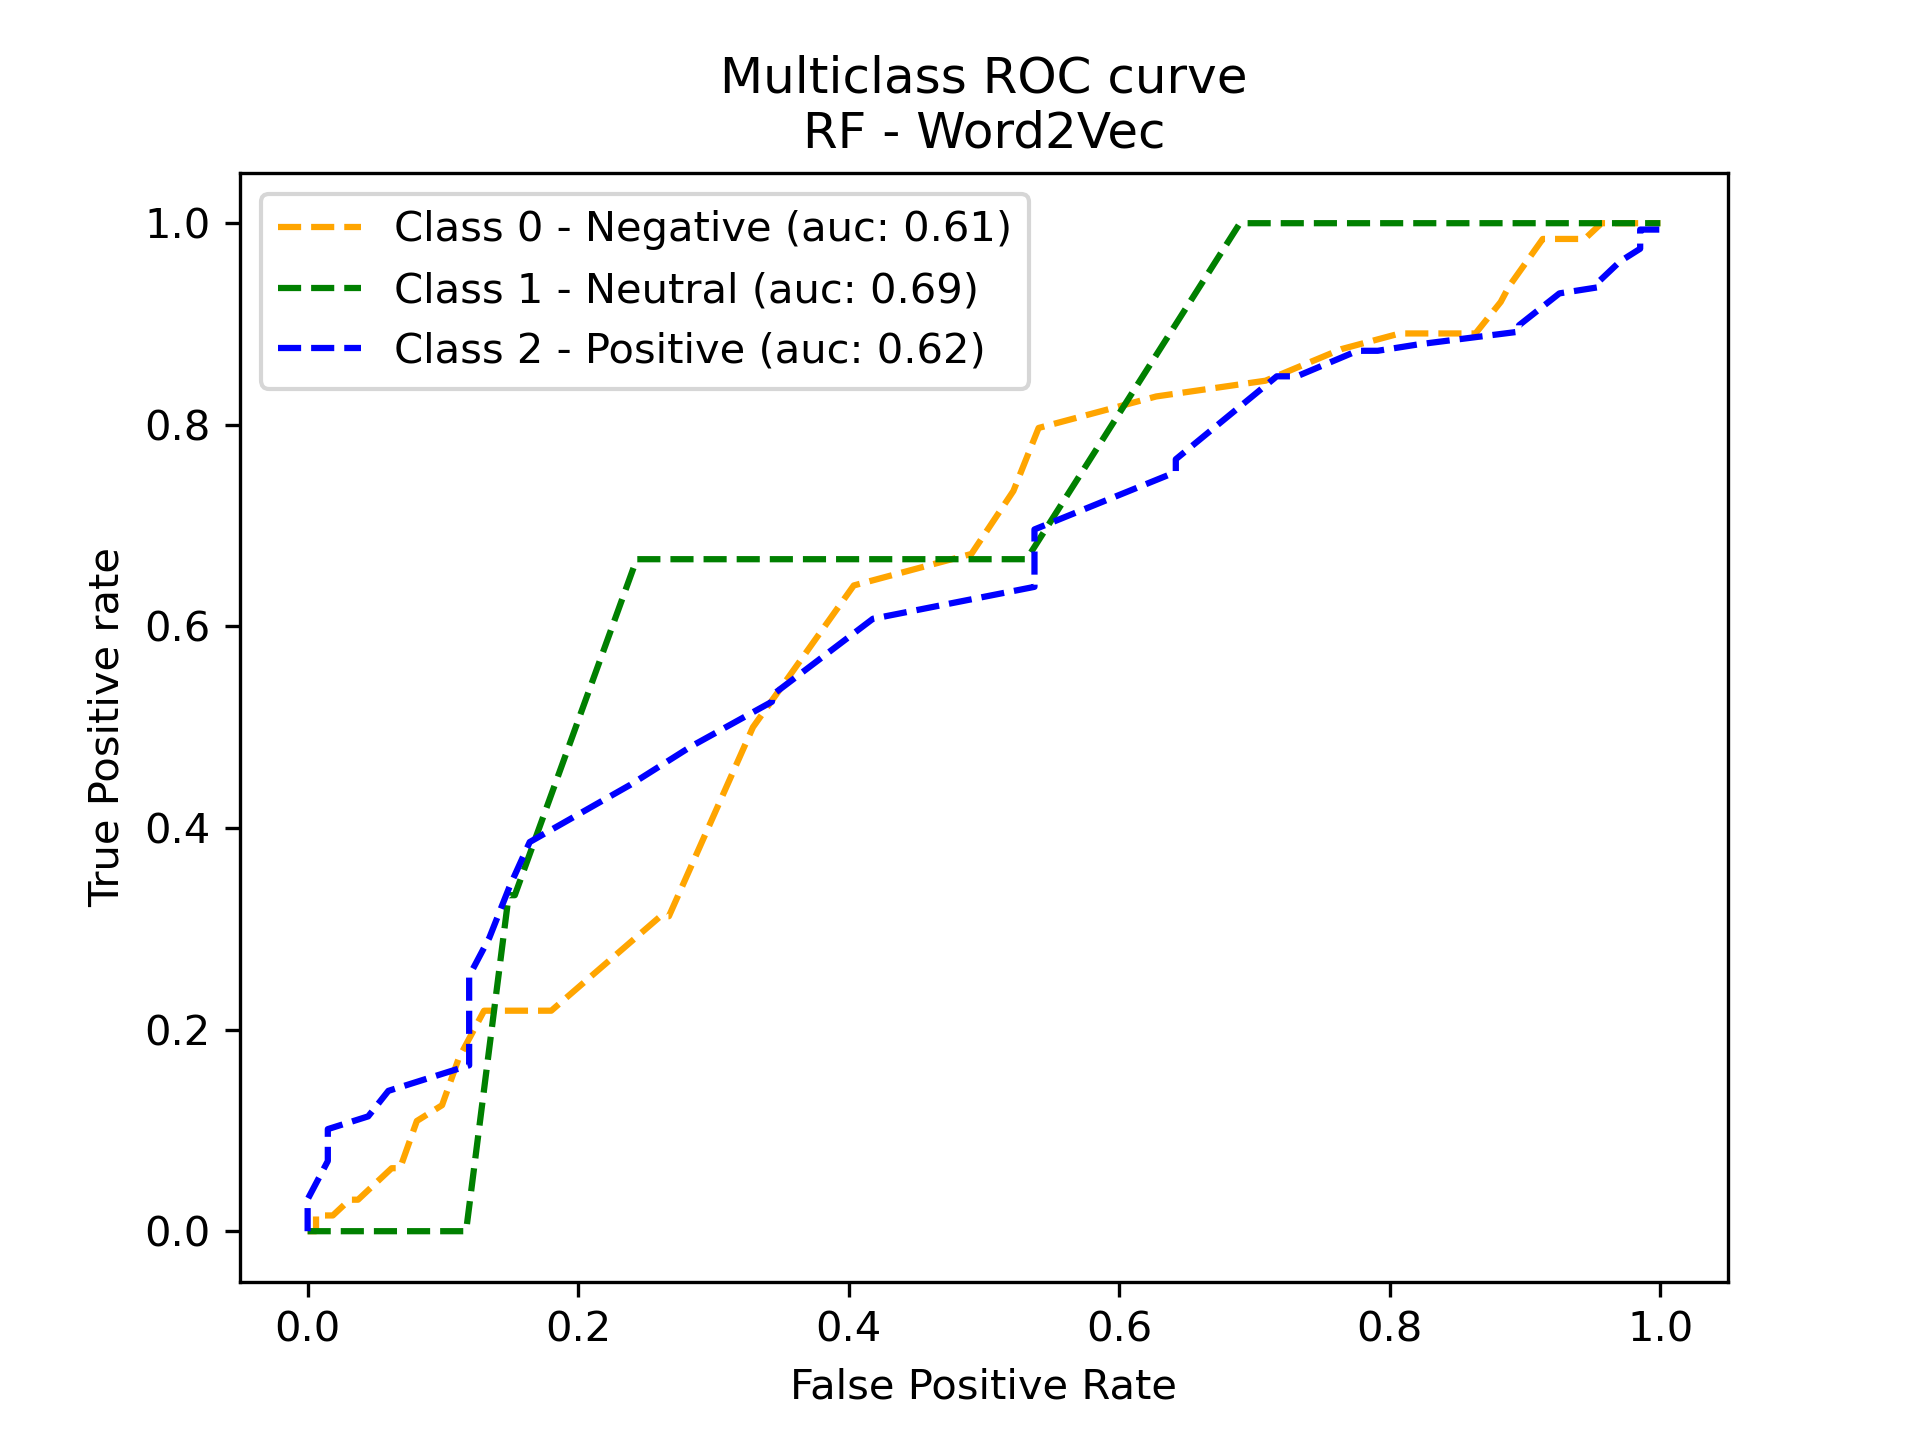 Multiclass ROC curve
RF - Word2Vec
Class 0 - Negative (auc: 0.61)
Class 1 - Neutral (auc: 0.69)
Class 2 - Positive (auc: 0.62)
True Positive rate
1.0
0.8
0.6
0.4
0.2
0.0
0.0 0.2 0.4 0.6 0.8 1.0
False Positive Rate